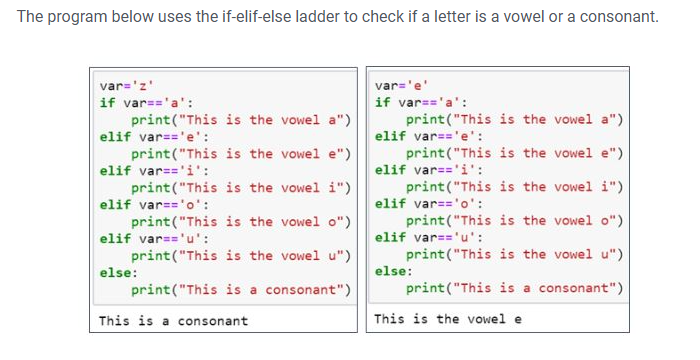 The program below uses the if-elif-else ladder to check if a letter is a vowel or a consonant.
var='z'
if var=='a':
    print("This is the vowel a")
elif var=='e':
    print("This is the vowel e")
elif var=='i':
    print("This is the vowel i")
elif var=='o':
    print("This is the vowel o")
elif var=='u':
    print("This is the vowel u")
else:
    print("This is a consonant")
This is a consonant
var='e'
if var=='a':
    print("This is the vowel a")
elif var=='e':
    print("This is the vowel e")
elif var=='i':
    print("This is the vowel i")
elif var=='o':
    print("This is the vowel o")
elif var=='u':
    print("This is the vowel u")
else:
    print("This is a consonant")
This is the vowel e